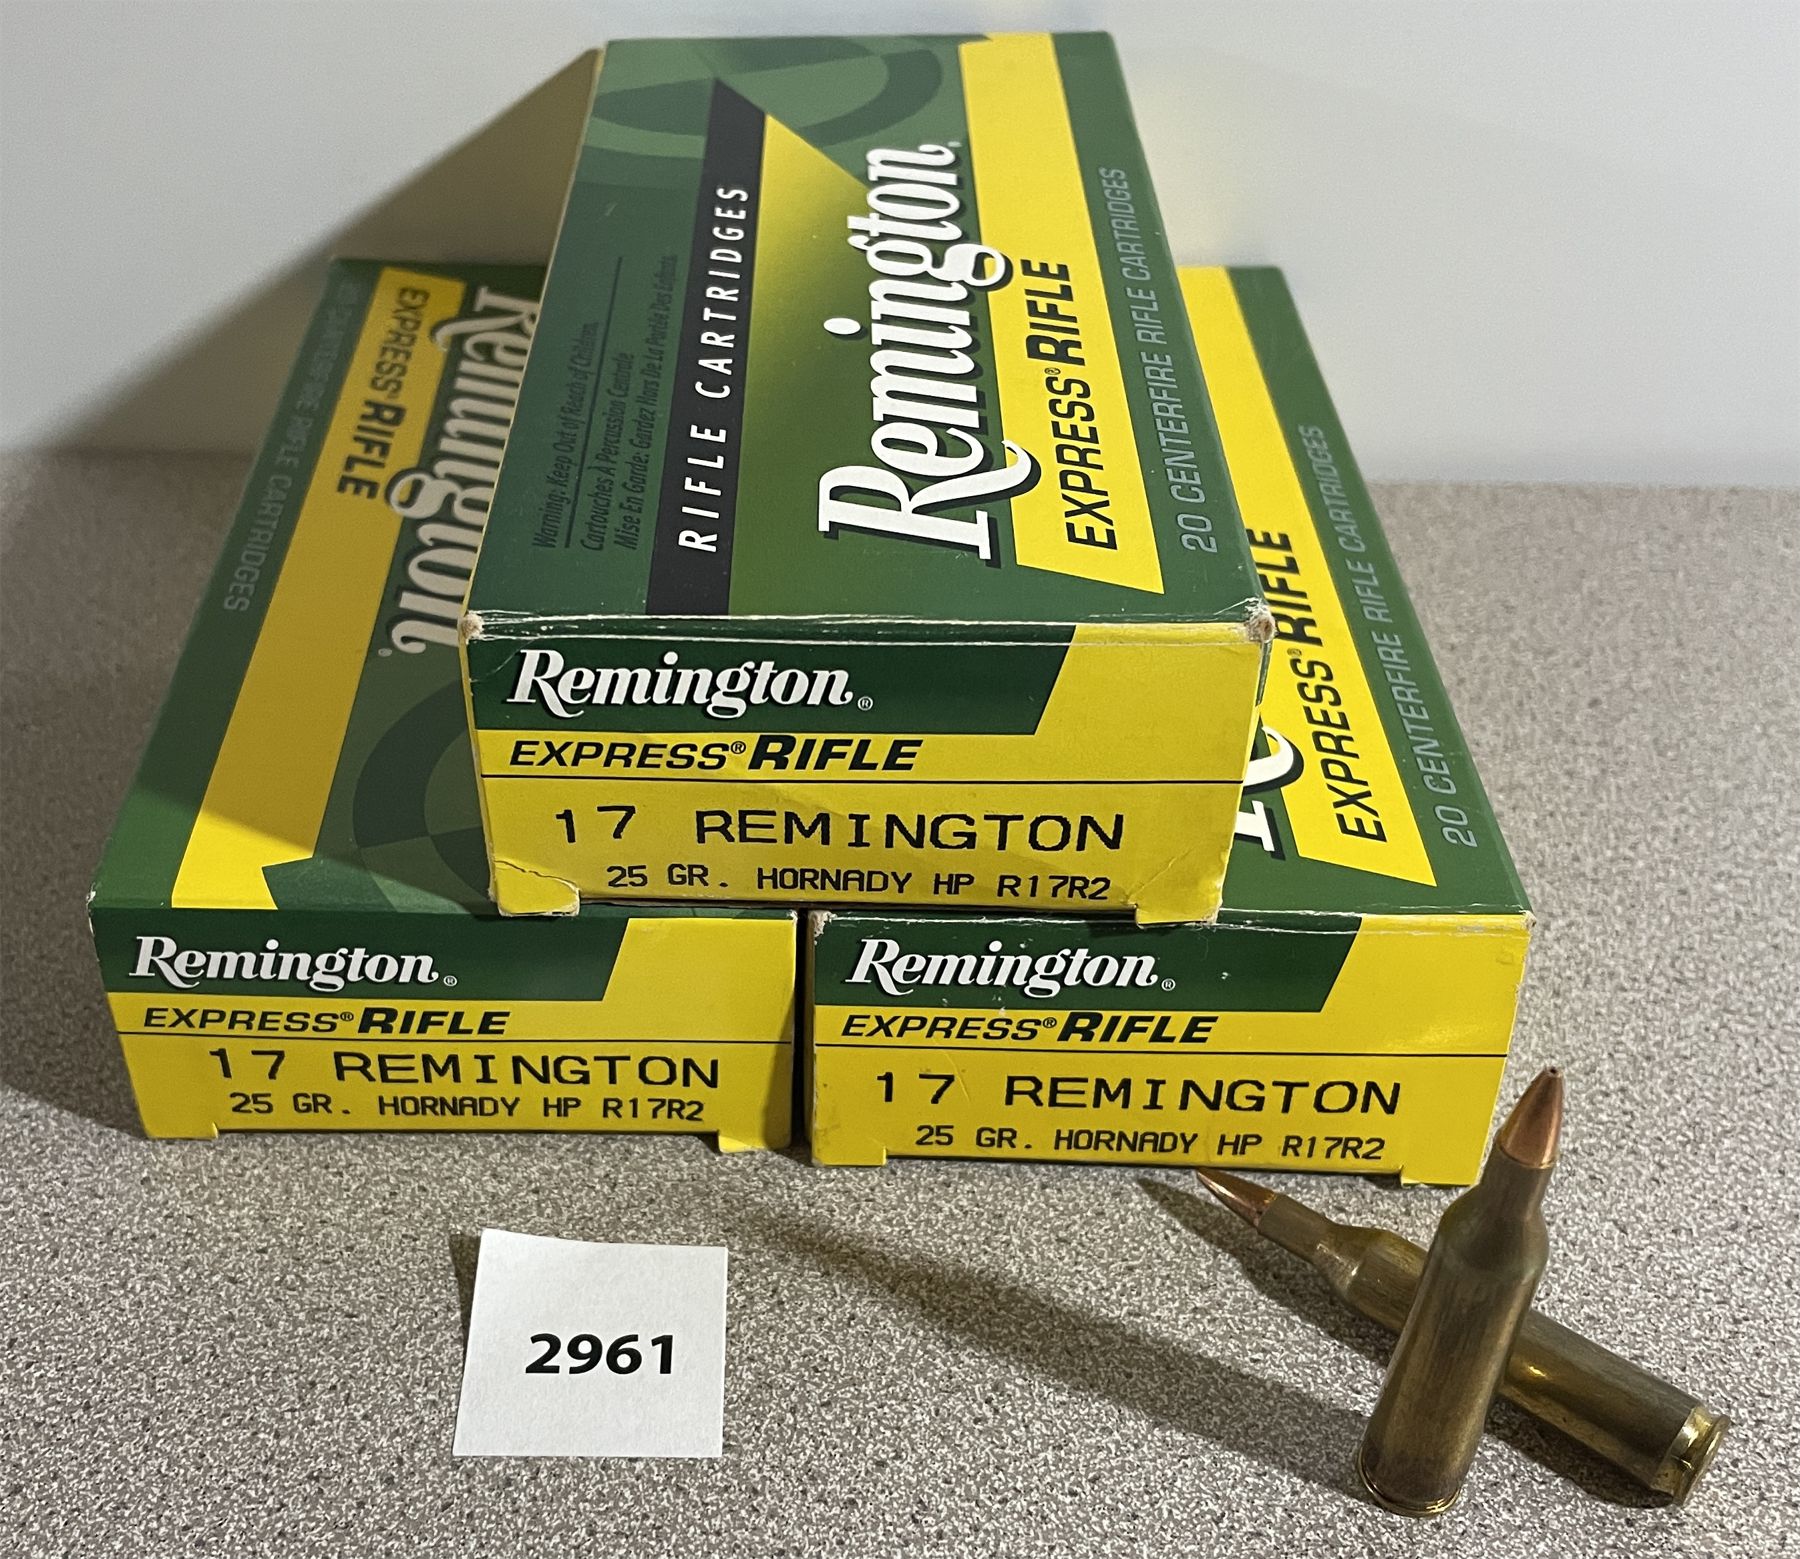 Warning: Keep Out of Reach of Children.
Cartouches À Percussion Centrale
Mise En Garde: Gardez Hors De La Portée Des Enfants.
RIFLE CARTRIDGES
Remington
EXPRESS® RIFLE
20 CENTERFIRE RIFLE CARTRIDGES
Remington®
EXPRESS® RIFLE
17 REMINGTON
25 GR. HORNADY HP R17R2
Remington®
EXPRESS® RIFLE
RIFLE CARTRIDGES
Remington®
EXPRESS® RIFLE
17 REMINGTON
25 GR. HORNADY HP R17R2
R
EXPRESS® RIFLE
20 CENTERFIRE RIFLE CARTRIDGES
Remington®
EXPRESS® RIFLE
17 REMINGTON
25 GR. HORNADY HP R17R2
2961